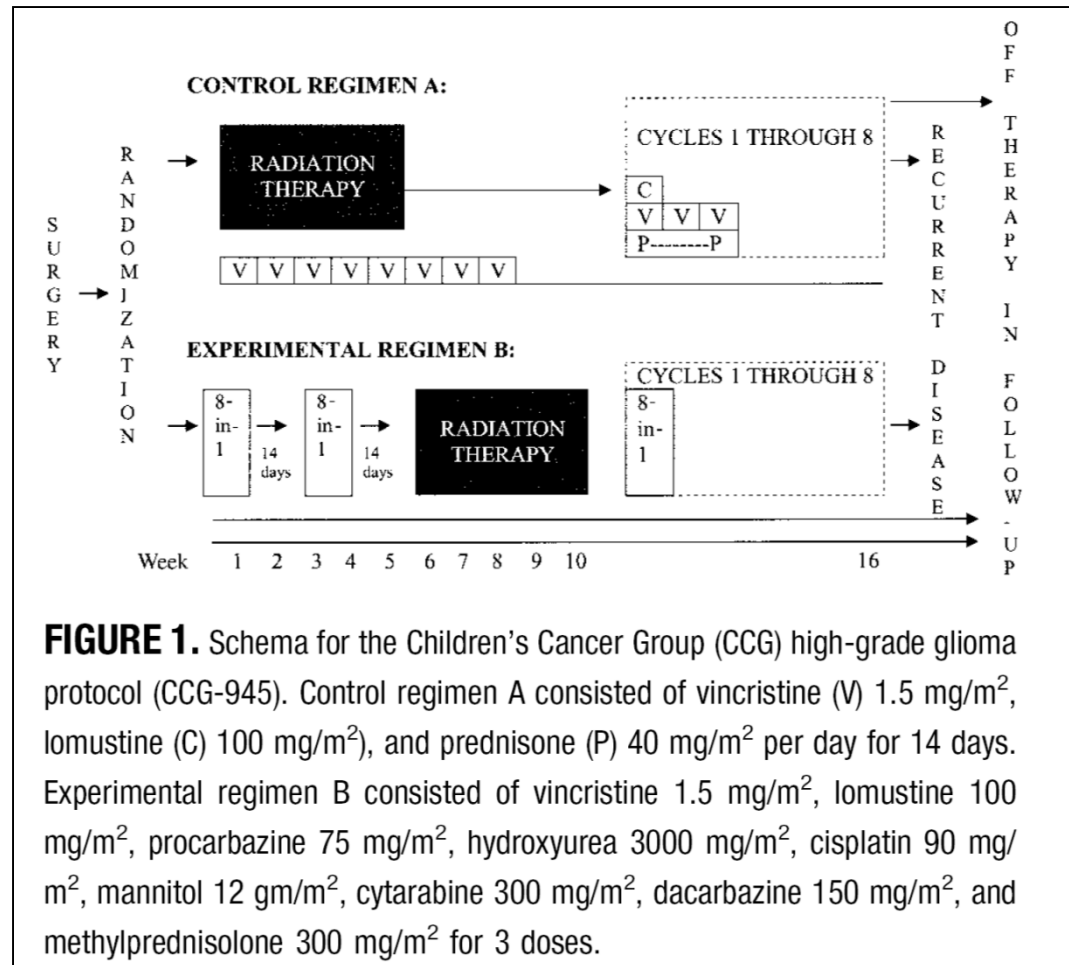 SURGERY
RANDOMIZATION
CONTROL REGIMEN A:
RADIATION
THERAPY
V V V V V V V V
CYCLES 1 THROUGH 8
C
V V V
P--------P
EXPERIMENTAL REGIMEN B:
8-
in-
1
14
days
8-
in-
1
14
days
RADIATION
THERAPY
CYCLES 1 THROUGH 8
8-
in-
1
RECURRENT DISEASE
OFF THERAPY IN FOLLOW-UP
Week 1 2 3 4 5 6 7 8 9 10 16
FIGURE 1. Schema for the Children's Cancer Group (CCG) high-grade glioma
protocol (CCG-945). Control regimen A consisted of vincristine (V) 1.5 mg/m²,
lomustine (C) 100 mg/m²), and prednisone (P) 40 mg/m² per day for 14 days.
Experimental regimen B consisted of vincristine 1.5 mg/m², lomustine 100
mg/m², procarbazine 75 mg/m², hydroxyurea 3000 mg/m², cisplatin 90 mg/
m², mannitol 12 gm/m², cytarabine 300 mg/m², dacarbazine 150 mg/m², and
methylprednisolone 300 mg/m² for 3 doses.